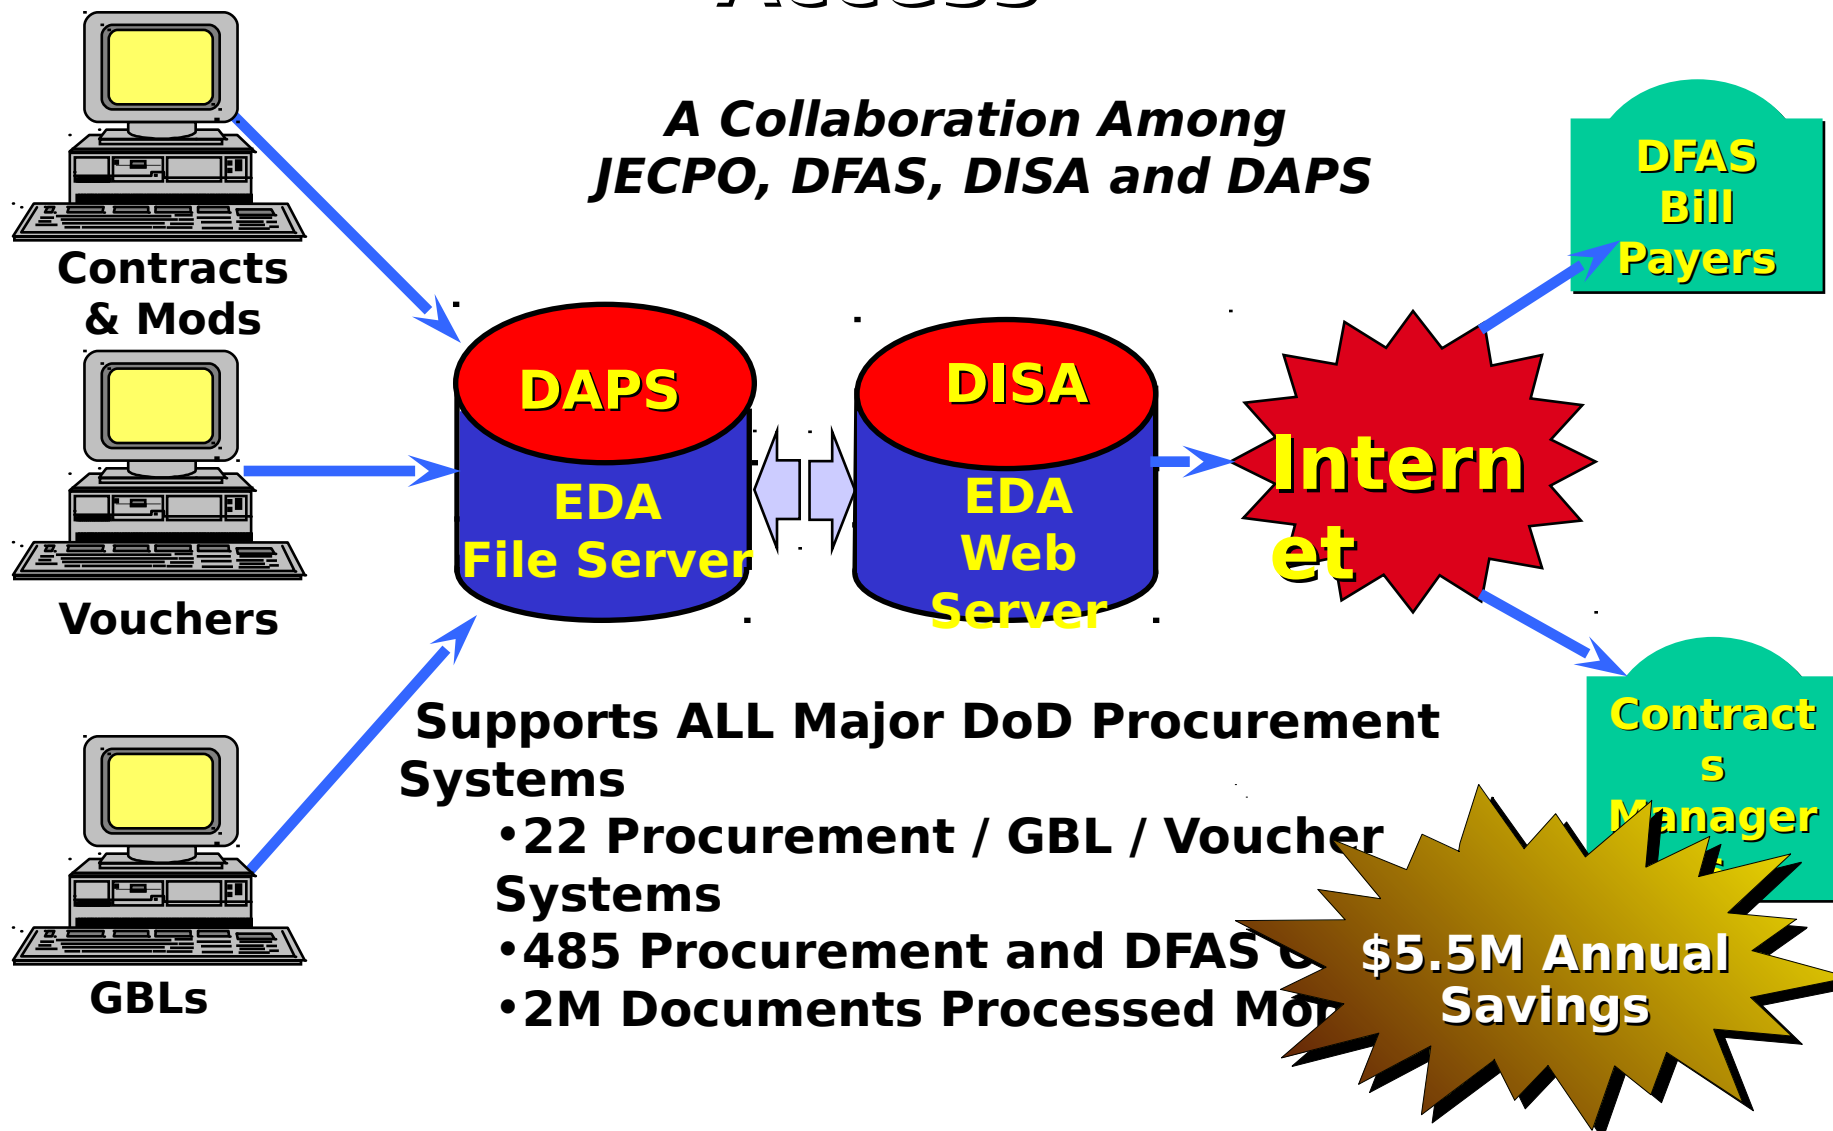 A Collaboration Among
JECPO, DFAS, DISA and DAPS
Contracts
& Mods
Vouchers
GBLs
DAPS
EDA
File Server
DISA
EDA
Web
Server
Intern
et
DFAS
Bill
Payers
Contract
s
Manager
Supports ALL Major DoD Procurement
Systems
•22 Procurement / GBL / Voucher
Systems
•485 Procurement and DFAS
•2M Documents Processed
$5.5M Annual
Savings